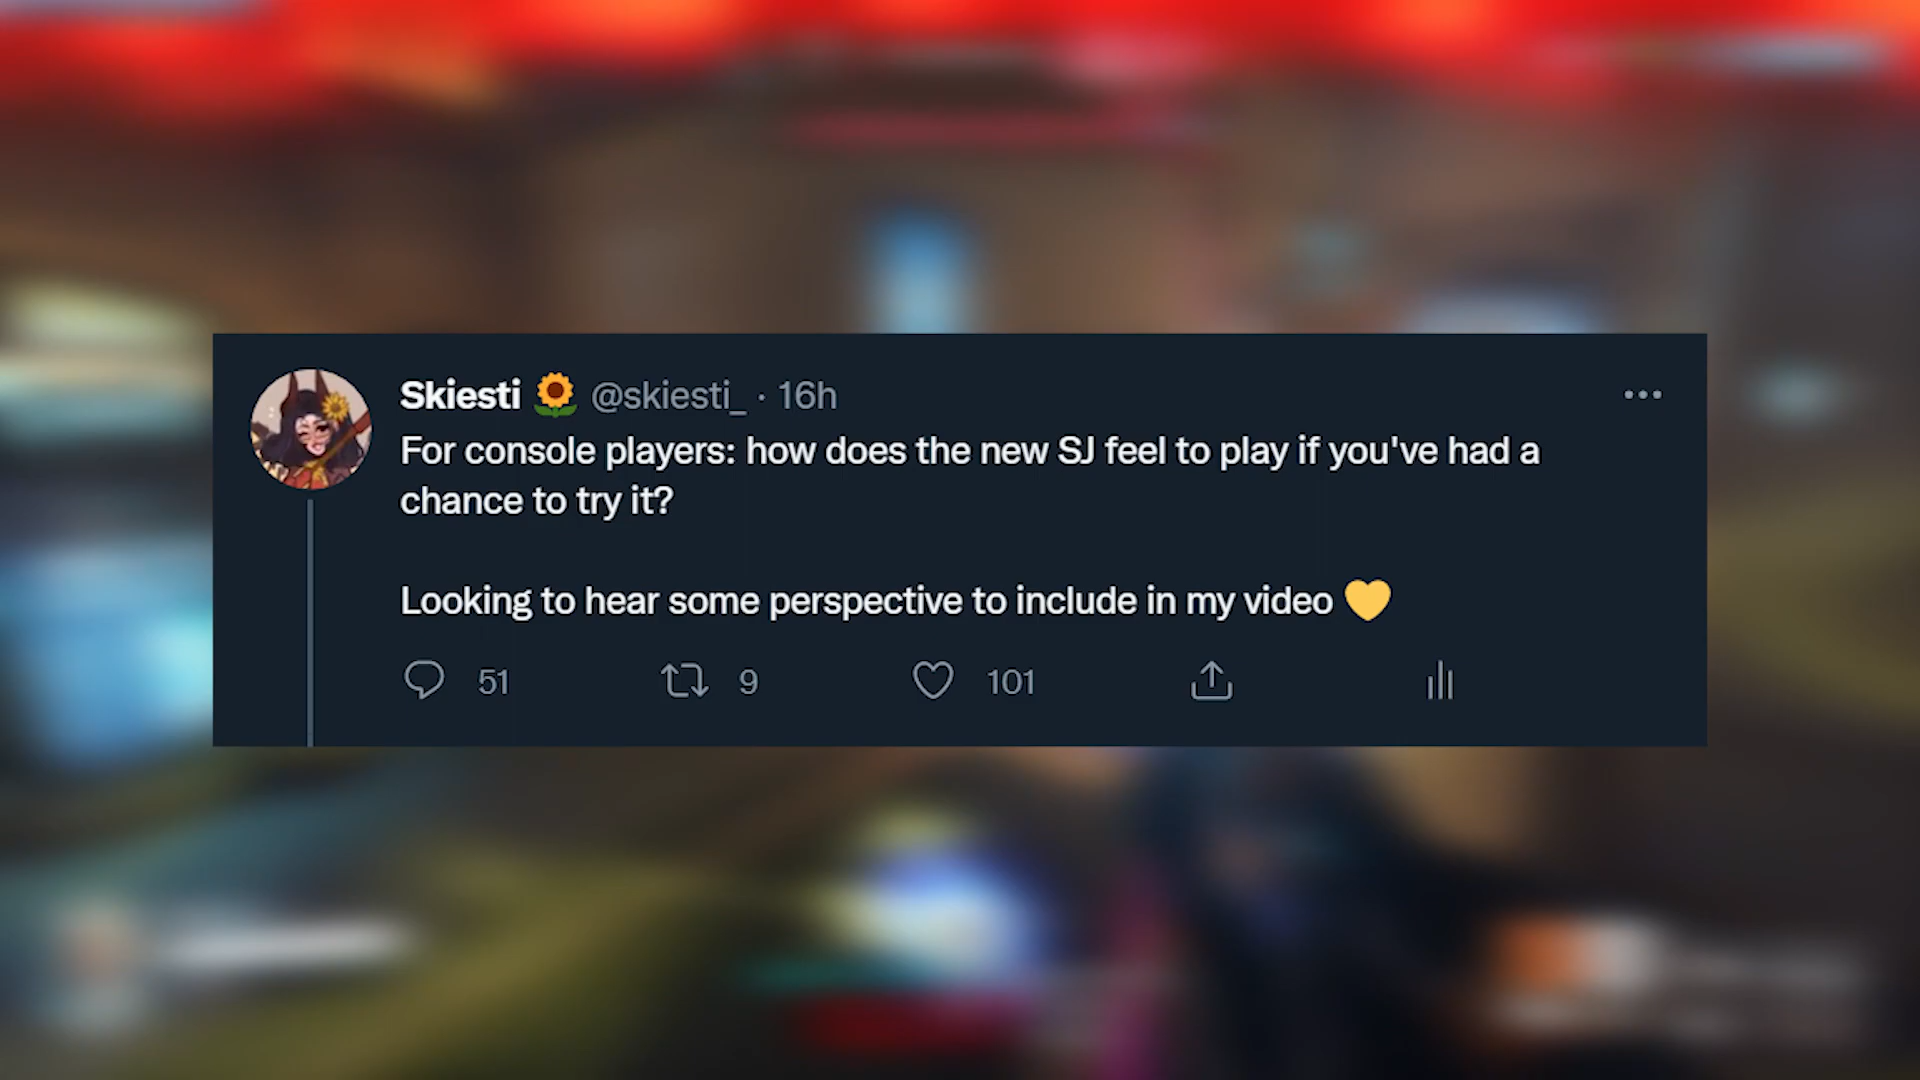 Skiesti 🌻 @skiesti_ · 16h
For console players: how does the new SJ feel to play if you've had a
chance to try it?
Looking to hear some perspective to include in my video 💛
51 9 101